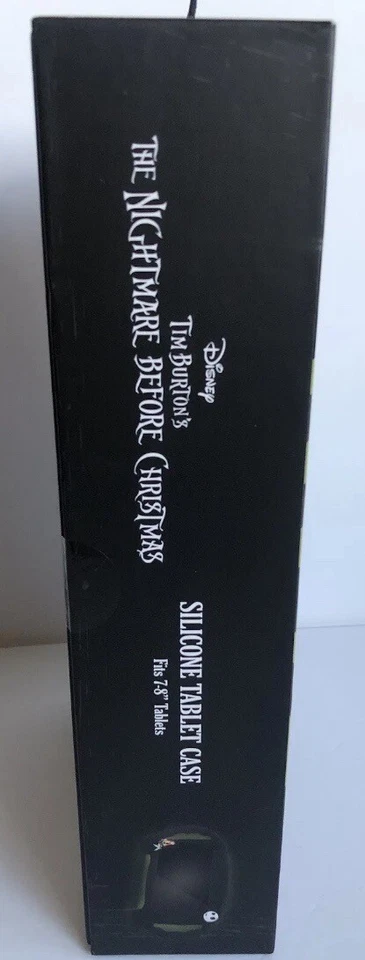 Disney
Tim Burton's
The Nightmare Before Christmas
SILICONE TABLET CASE
Fits 7-8" Tablets